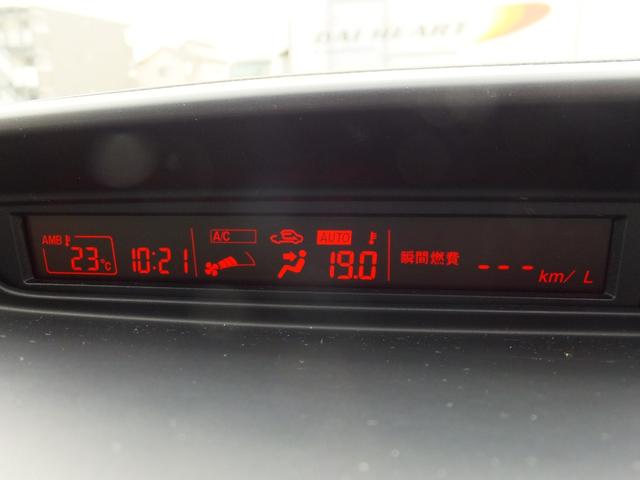 DAI HEART
AMB 23°C 10:21 A/C AUTO 19.0 瞬間燃費 --- km/ L